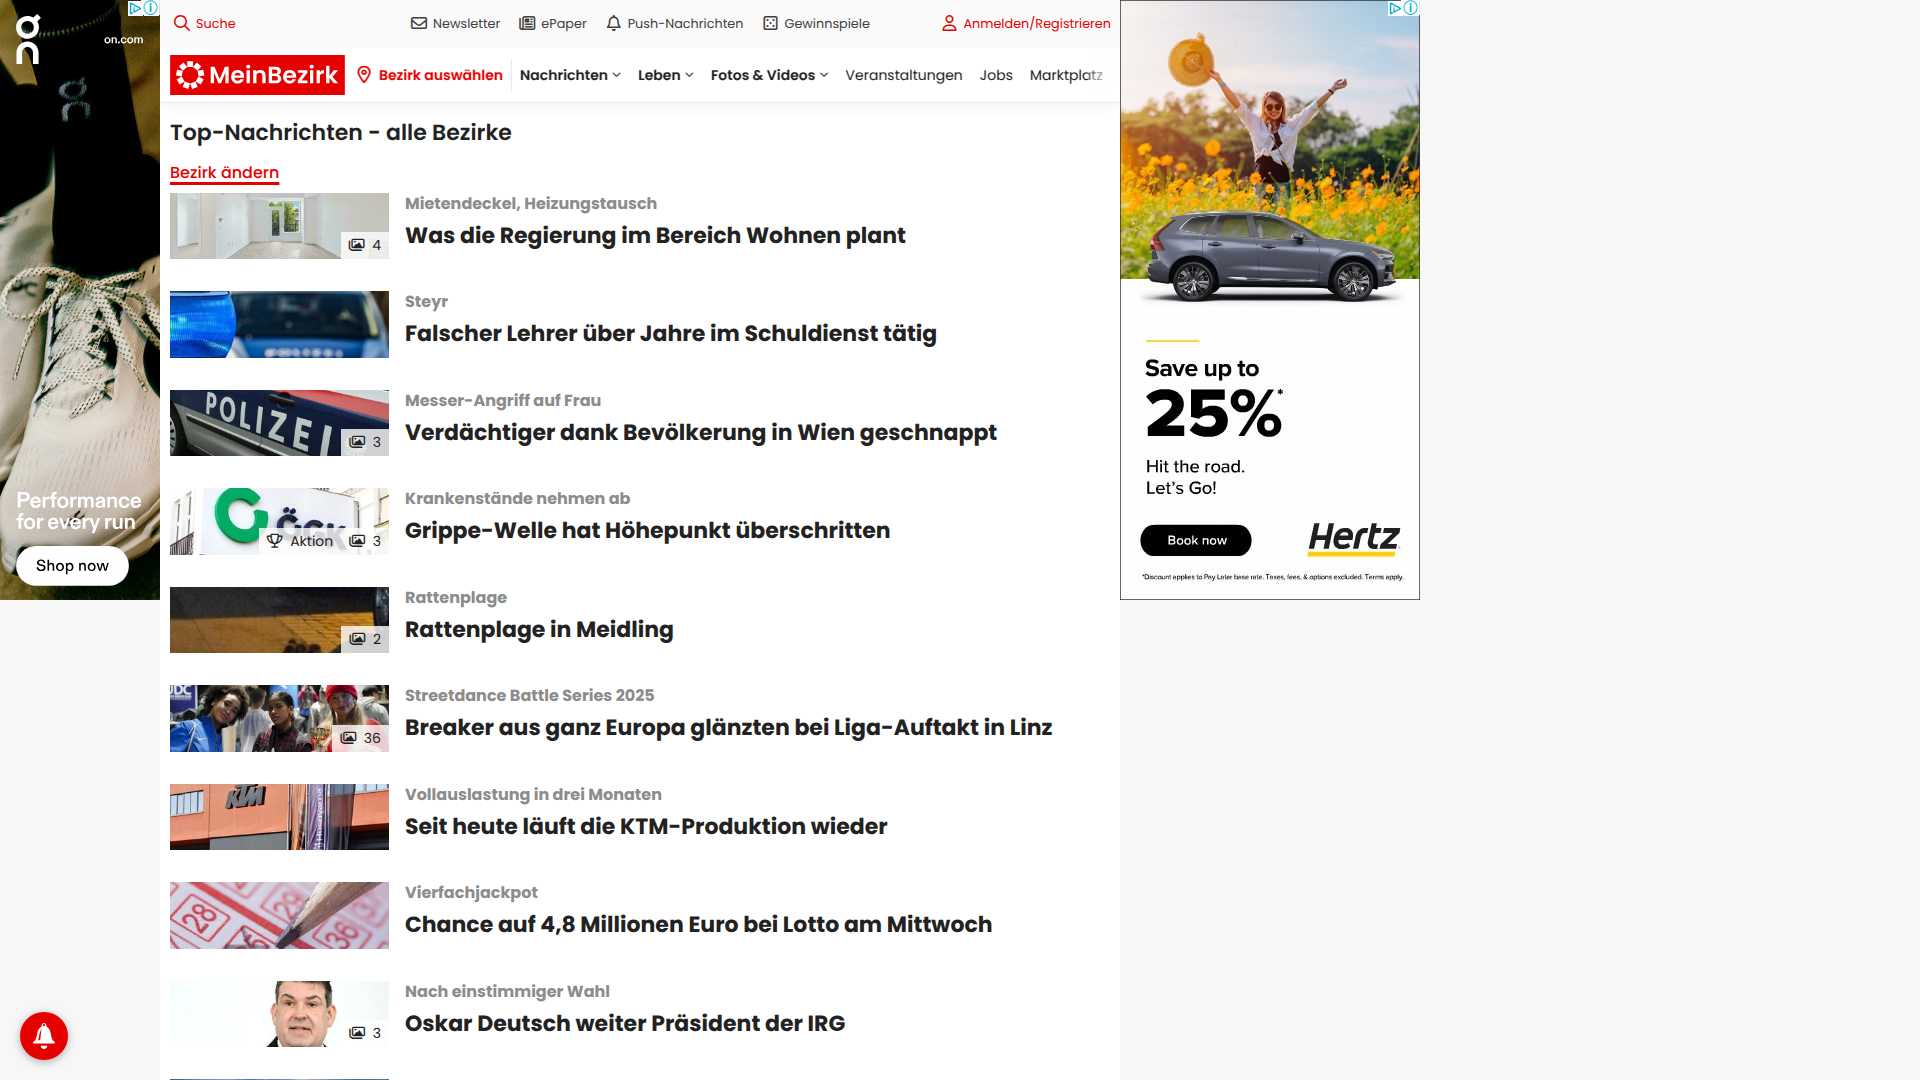 on.com
Performance
for every run
Shop now
Suche
Newsletter
ePaper
Push-Nachrichten
Gewinnspiele
Anmelden/Registrieren
MeinBezirk
Bezirk auswählen
Nachrichten
Leben
Fotos & Videos
Veranstaltungen
Jobs
Marktplatz
Top-Nachrichten - alle Bezirke
Bezirk ändern
4
Mietendeckel, Heizungstausch
Was die Regierung im Bereich Wohnen plant
Steyr
Falscher Lehrer über Jahre im Schuldienst tätig
POLIZEI
3
Messer-Angriff auf Frau
Verdächtiger dank Bevölkerung in Wien geschnappt
ÖGK
Aktion
3
Krankenstände nehmen ab
Grippe-Welle hat Höhepunkt überschritten
2
Rattenplage
Rattenplage in Meidling
36
Streetdance Battle Series 2025
Breaker aus ganz Europa glänzten bei Liga-Auftakt in Linz
KTM
Vollauslastung in drei Monaten
Seit heute läuft die KTM-Produktion wieder
28
29
36
Vierfachjackpot
Chance auf 4,8 Millionen Euro bei Lotto am Mittwoch
3
Nach einstimmiger Wahl
Oskar Deutsch weiter Präsident der IRG
Save up to
25%*
Hit the road.
Let's Go!
Book now
Hertz
*Discount applies to Pay Later base rate. Taxes, fees, & options excluded. Terms apply.